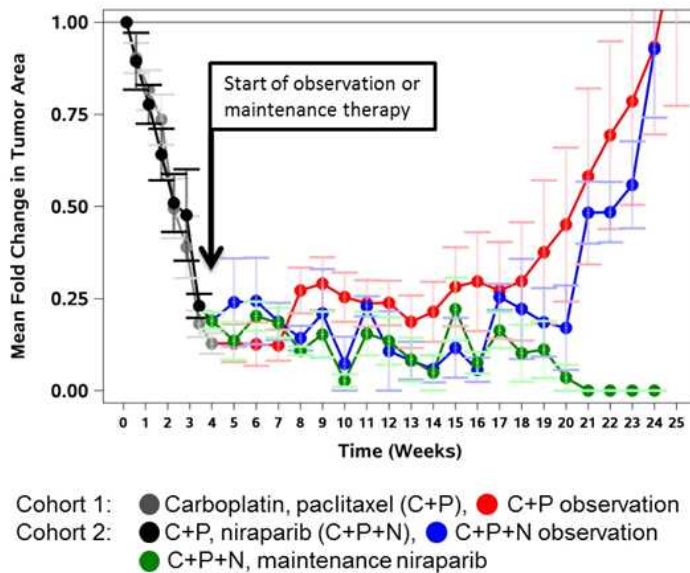 1.00
0.75
0.50
0.25
0.00
Mean Fold Change in Tumor Area
Start of observation or
maintenance therapy
0 1 2 3 4 5 6 7 8 9 10 11 12 13 14 15 16 17 18 19 20 21 22 23 24 25
Time (Weeks)
Cohort 1: Carboplatin, paclitaxel (C+P), C+P observation
Cohort 2: C+P, niraparib (C+P+N), C+P+N observation
C+P+N, maintenance niraparib